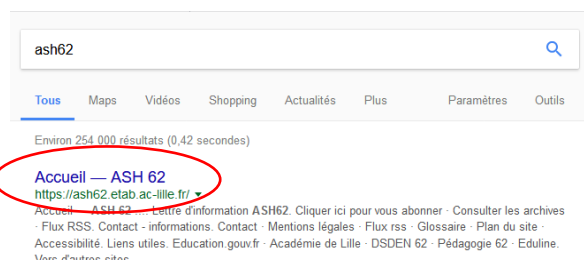 ash62
Tous Maps Vidéos Shopping Actualités Plus Paramètres Outils
Environ 254 000 résultats (0,42 secondes)
Accueil — ASH 62
https://ash62.etab.ac-lille.fr/
Accueil — ASH 62 .... Lettre d'information ASH62. Cliquer ici pour vous abonner · Consulter les archives
· Flux RSS. Contact - informations. Contact · Mentions légales · Flux rss · Glossaire · Plan du site ·
Accessibilité. Liens utiles. Education.gouv.fr · Académie de Lille · DSDEN 62 · Pédagogie 62 · Eduline.
Vers d'autres sites